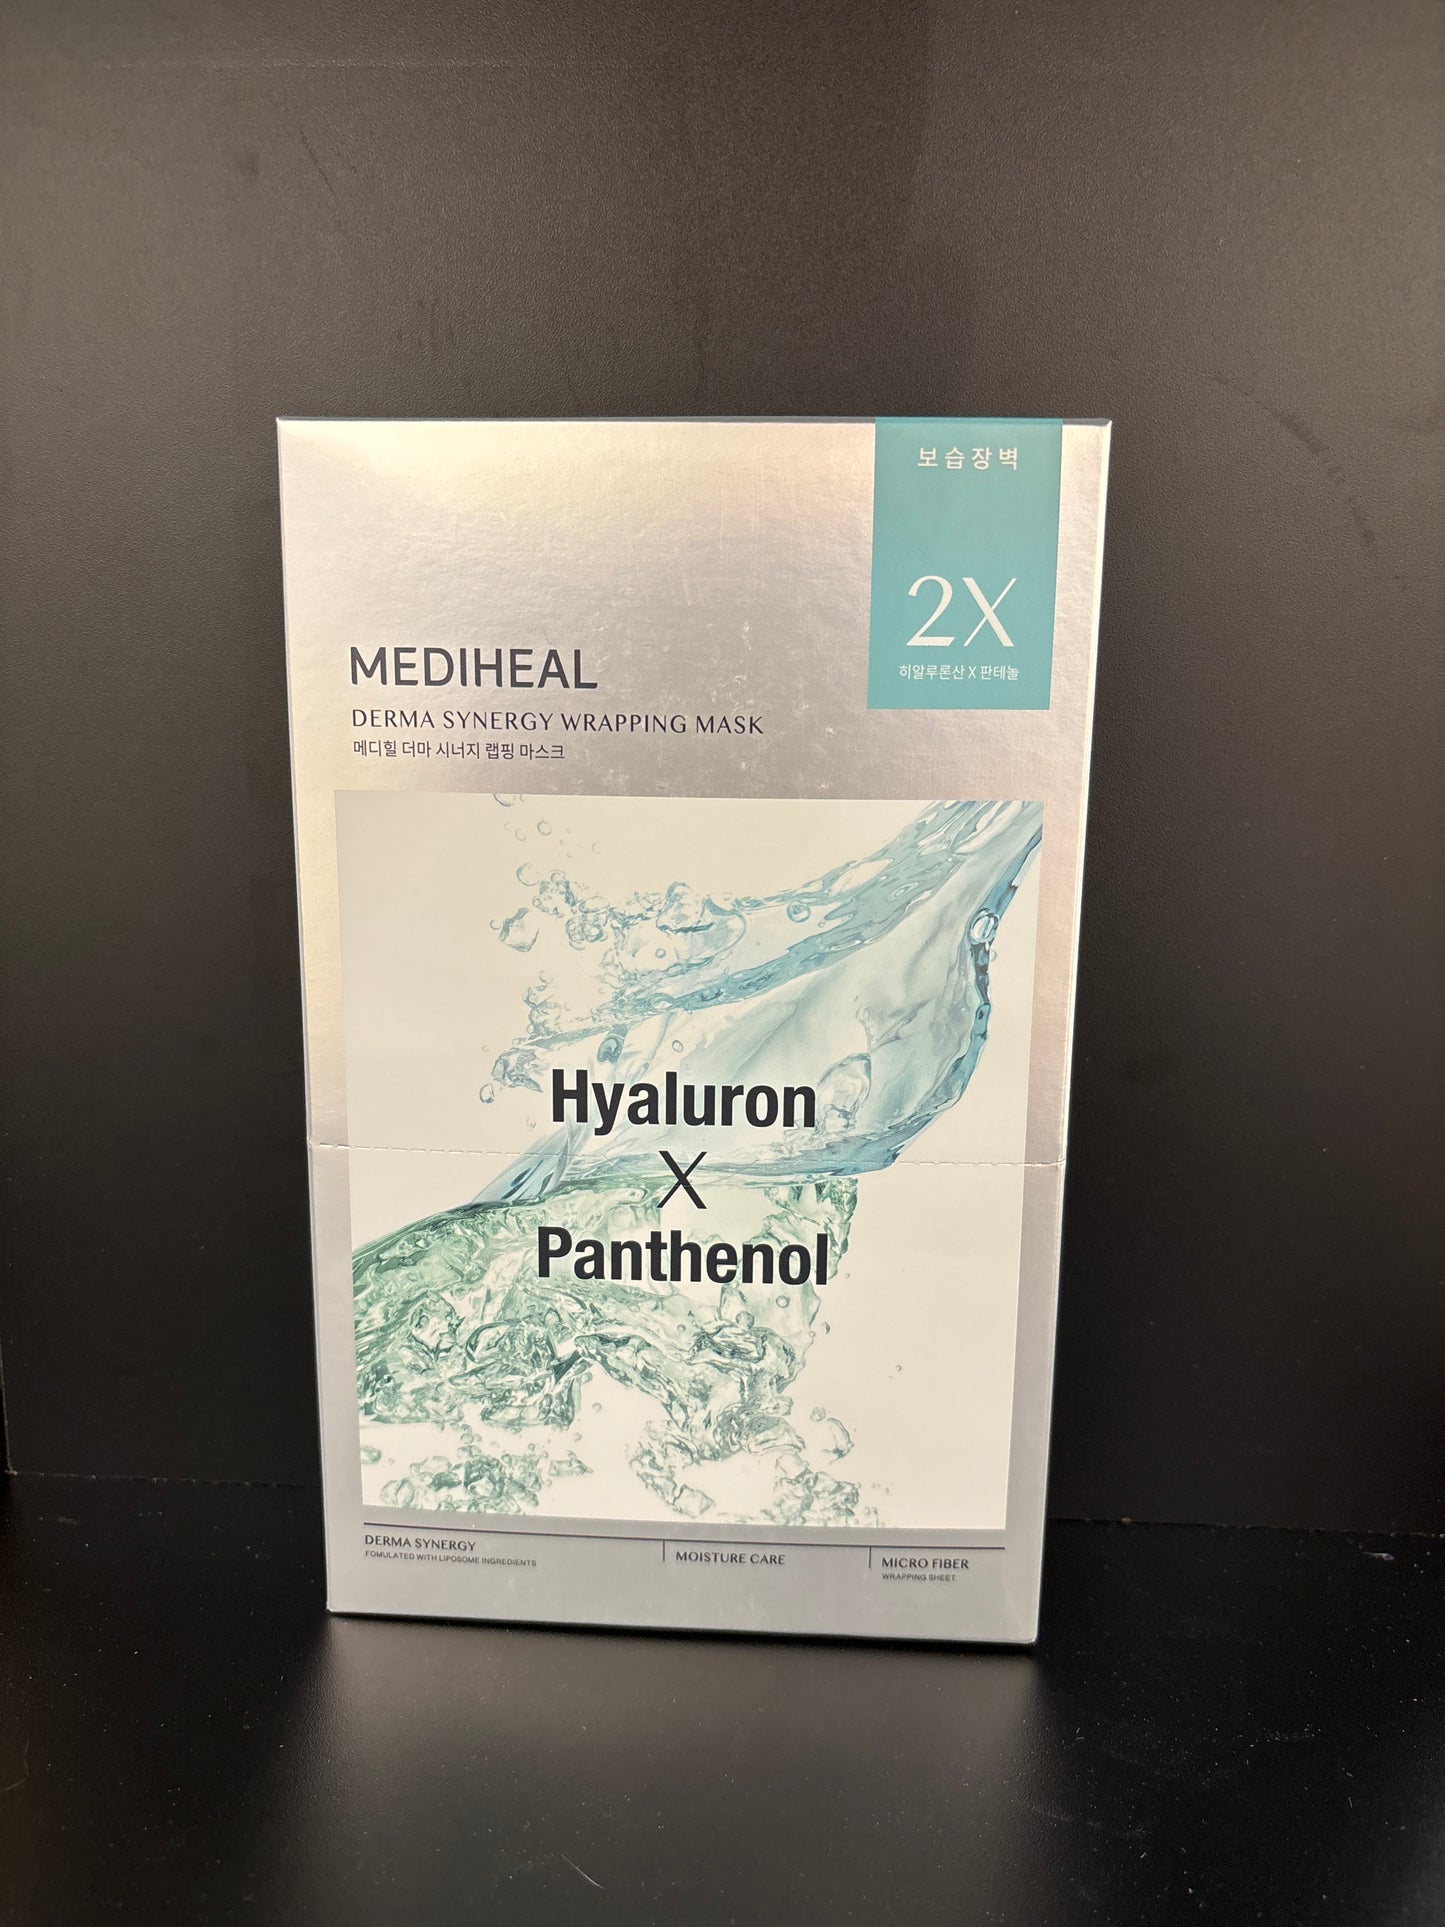 보습장벽
2X
히알루론산 X 판테놀
MEDIHEAL
DERMA SYNERGY WRAPPING MASK
메디힐 더마 시너지 랩핑 마스크
Hyaluron
X
Panthenol
DERMA SYNERGY
FOMULATED WITH LIPOSOME INGREDIENTS
MOISTURE CARE
MICRO FIBER
WRAPPING SHEET